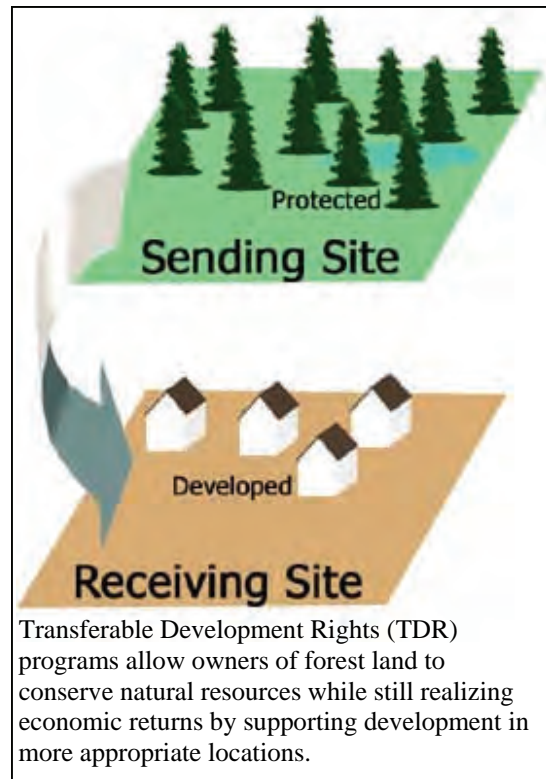 Protected
Sending Site
Developed
Receiving Site
Transferable Development Rights (TDR)
programs allow owners of forest land to
conserve natural resources while still realizing
economic returns by supporting development in
more appropriate locations.